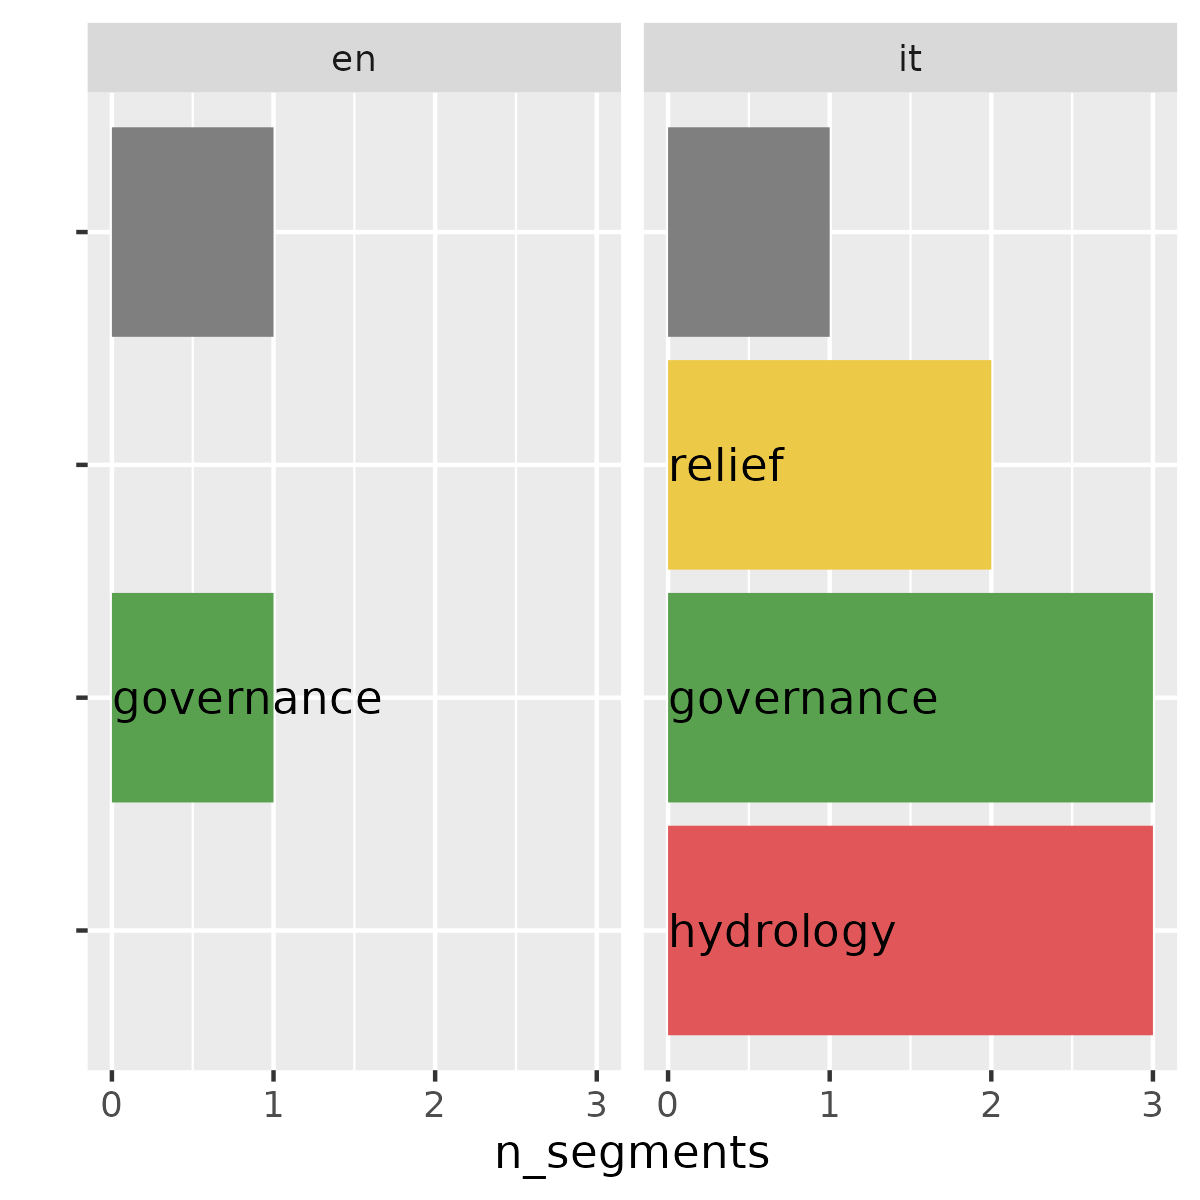 en
it
relief
governance
governance
hydrology
0 1 2 3
0 1 2 3
n_segments